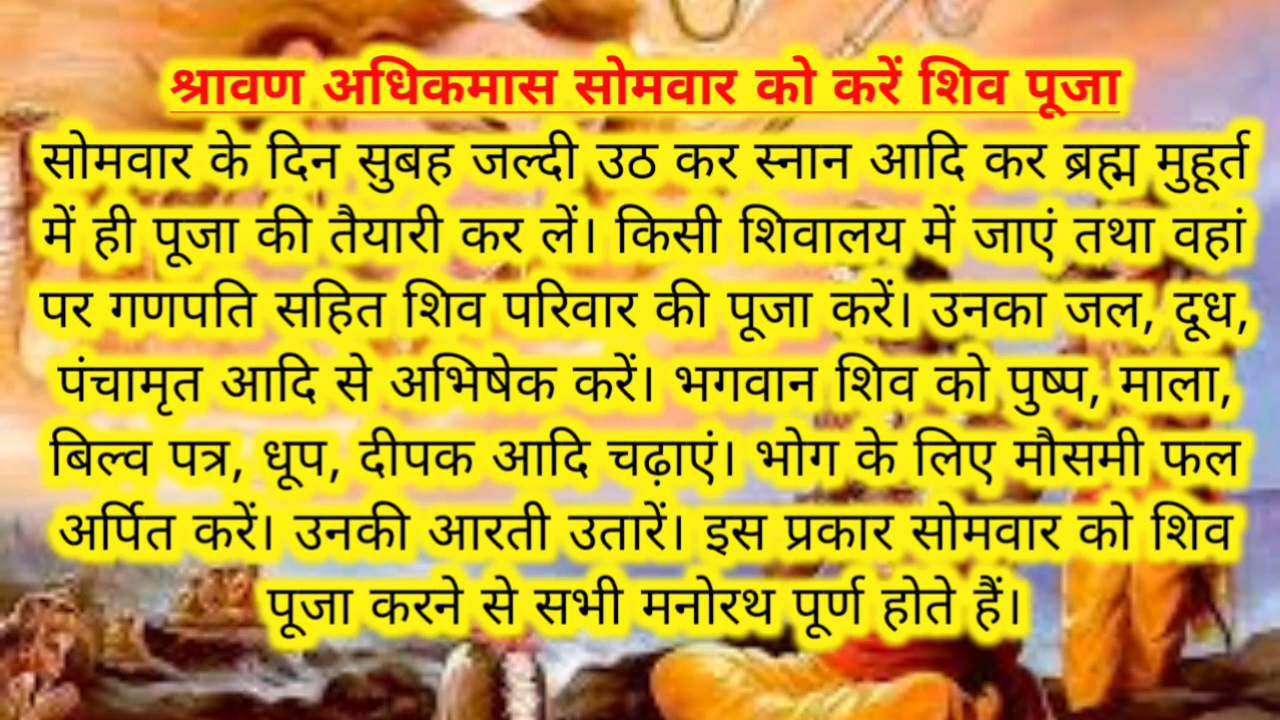 श्रावण अधिकमास सोमवार को करें शिव पूजा
सोमवार के दिन सुबह जल्दी उठ कर स्नान आदि कर ब्रह्म मुहूर्त
में ही पूजा की तैयारी कर लें। किसी शिवालय में जाएं तथा वहां
पर गणपति सहित शिव परिवार की पूजा करें। उनका जल, दूध,
पंचामृत आदि से अभिषेक करें। भगवान शिव को पुष्प, माला,
बिल्व पत्र, धूप, दीपक आदि चढ़ाएं। भोग के लिए मौसमी फल
अर्पित करें। उनकी आरती उतारें। इस प्रकार सोमवार को शिव
पूजा करने से सभी मनोरथ पूर्ण होते हैं।